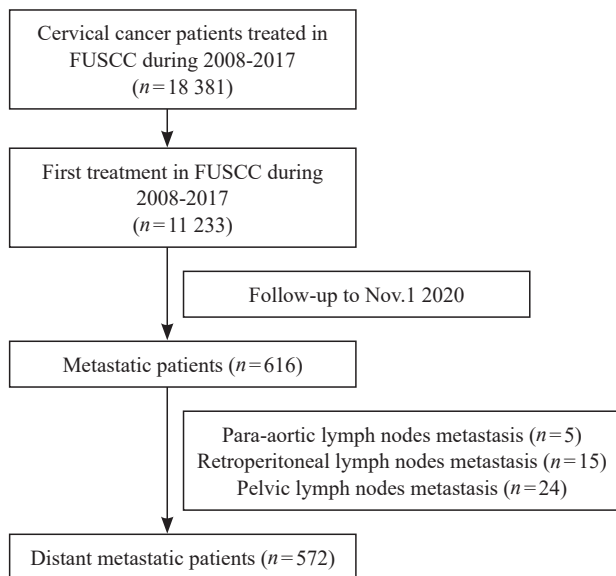 Cervical cancer patients treated in
FUSCC during 2008-2017
(n=18 381)
First treatment in FUSCC during
2008-2017
(n=11 233)
Follow-up to Nov.1 2020
Metastatic patients (n=616)
Para-aortic lymph nodes metastasis (n=5)
Retroperitoneal lymph nodes metastasis (n=15)
Pelvic lymph nodes metastasis (n=24)
Distant metastatic patients (n=572)